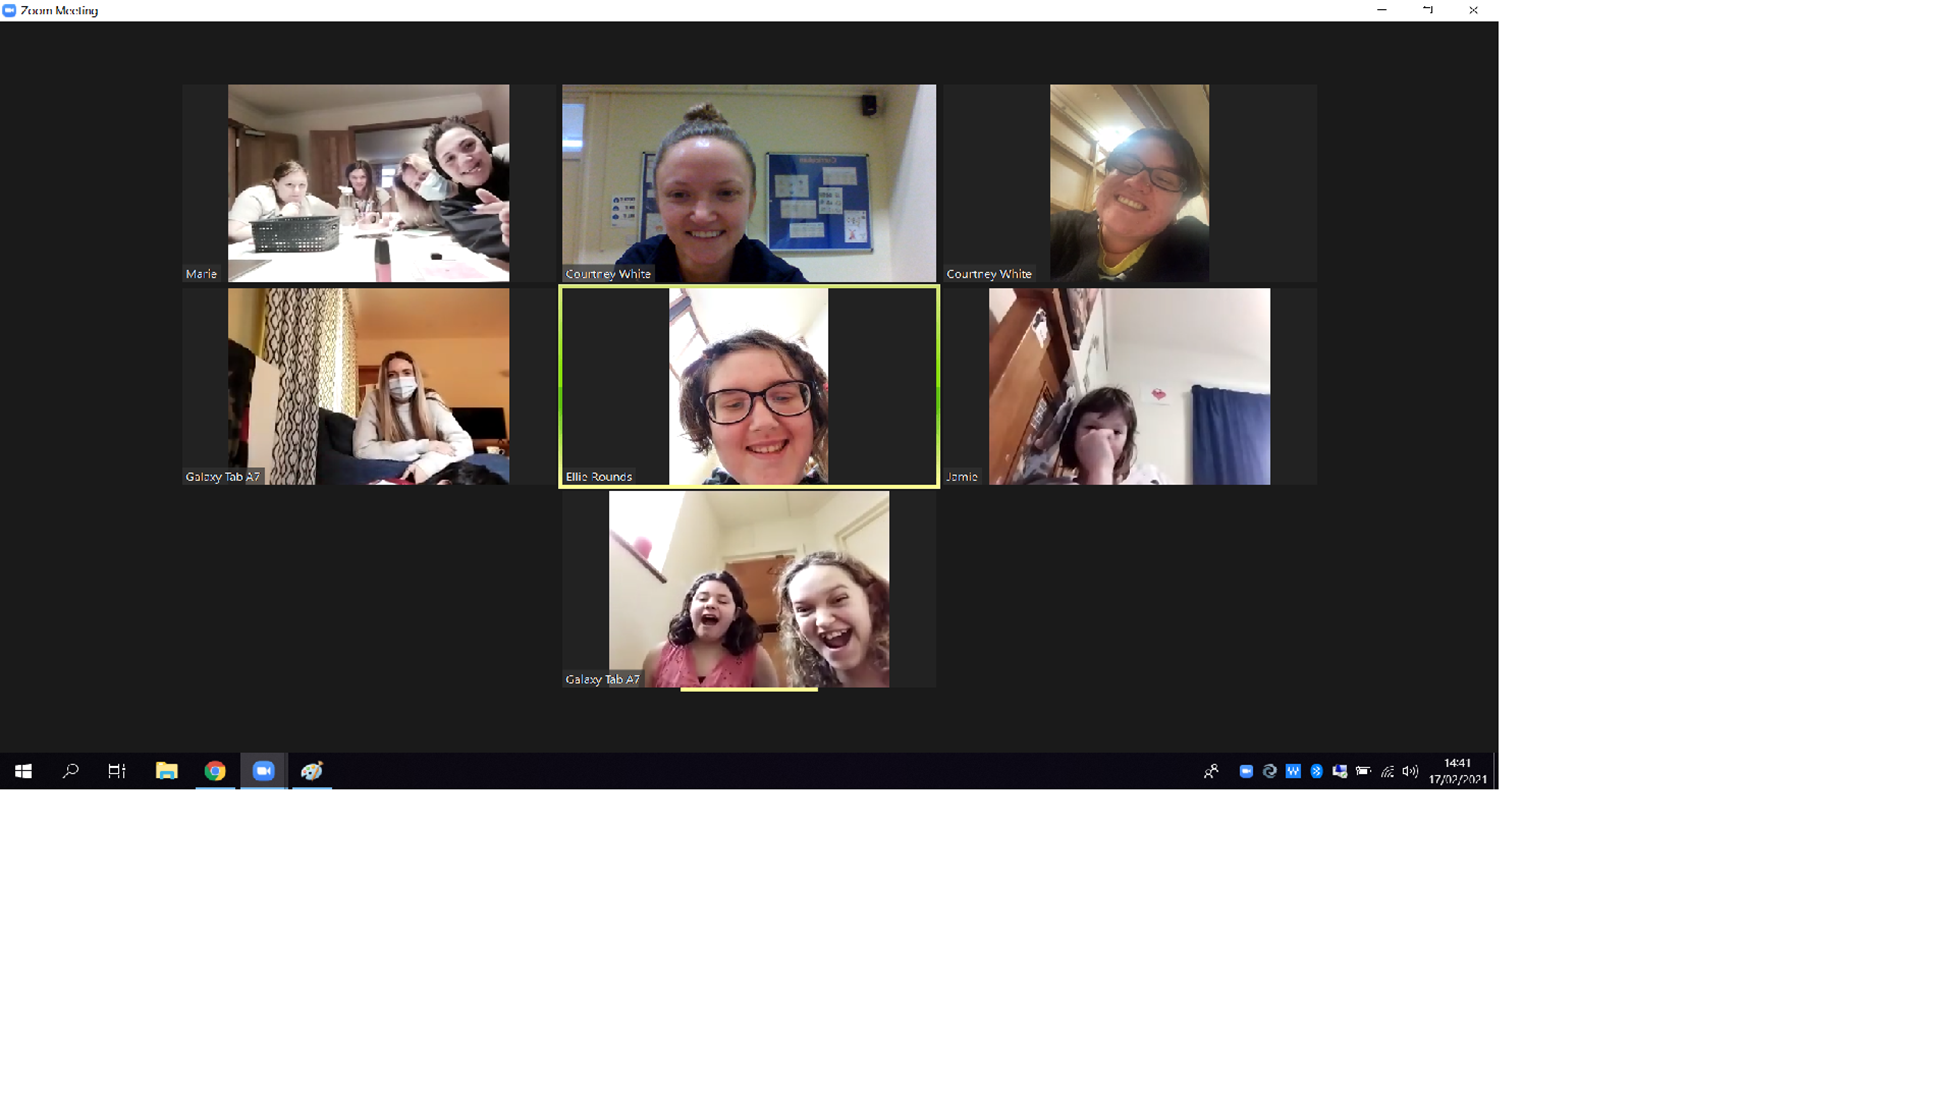 Zoom Meeting
Marie
Courtney White
Courtney White
Galaxy Tab A7
Ellie Rounds
Jamie
Galaxy Tab A7
14:41
17/02/2021